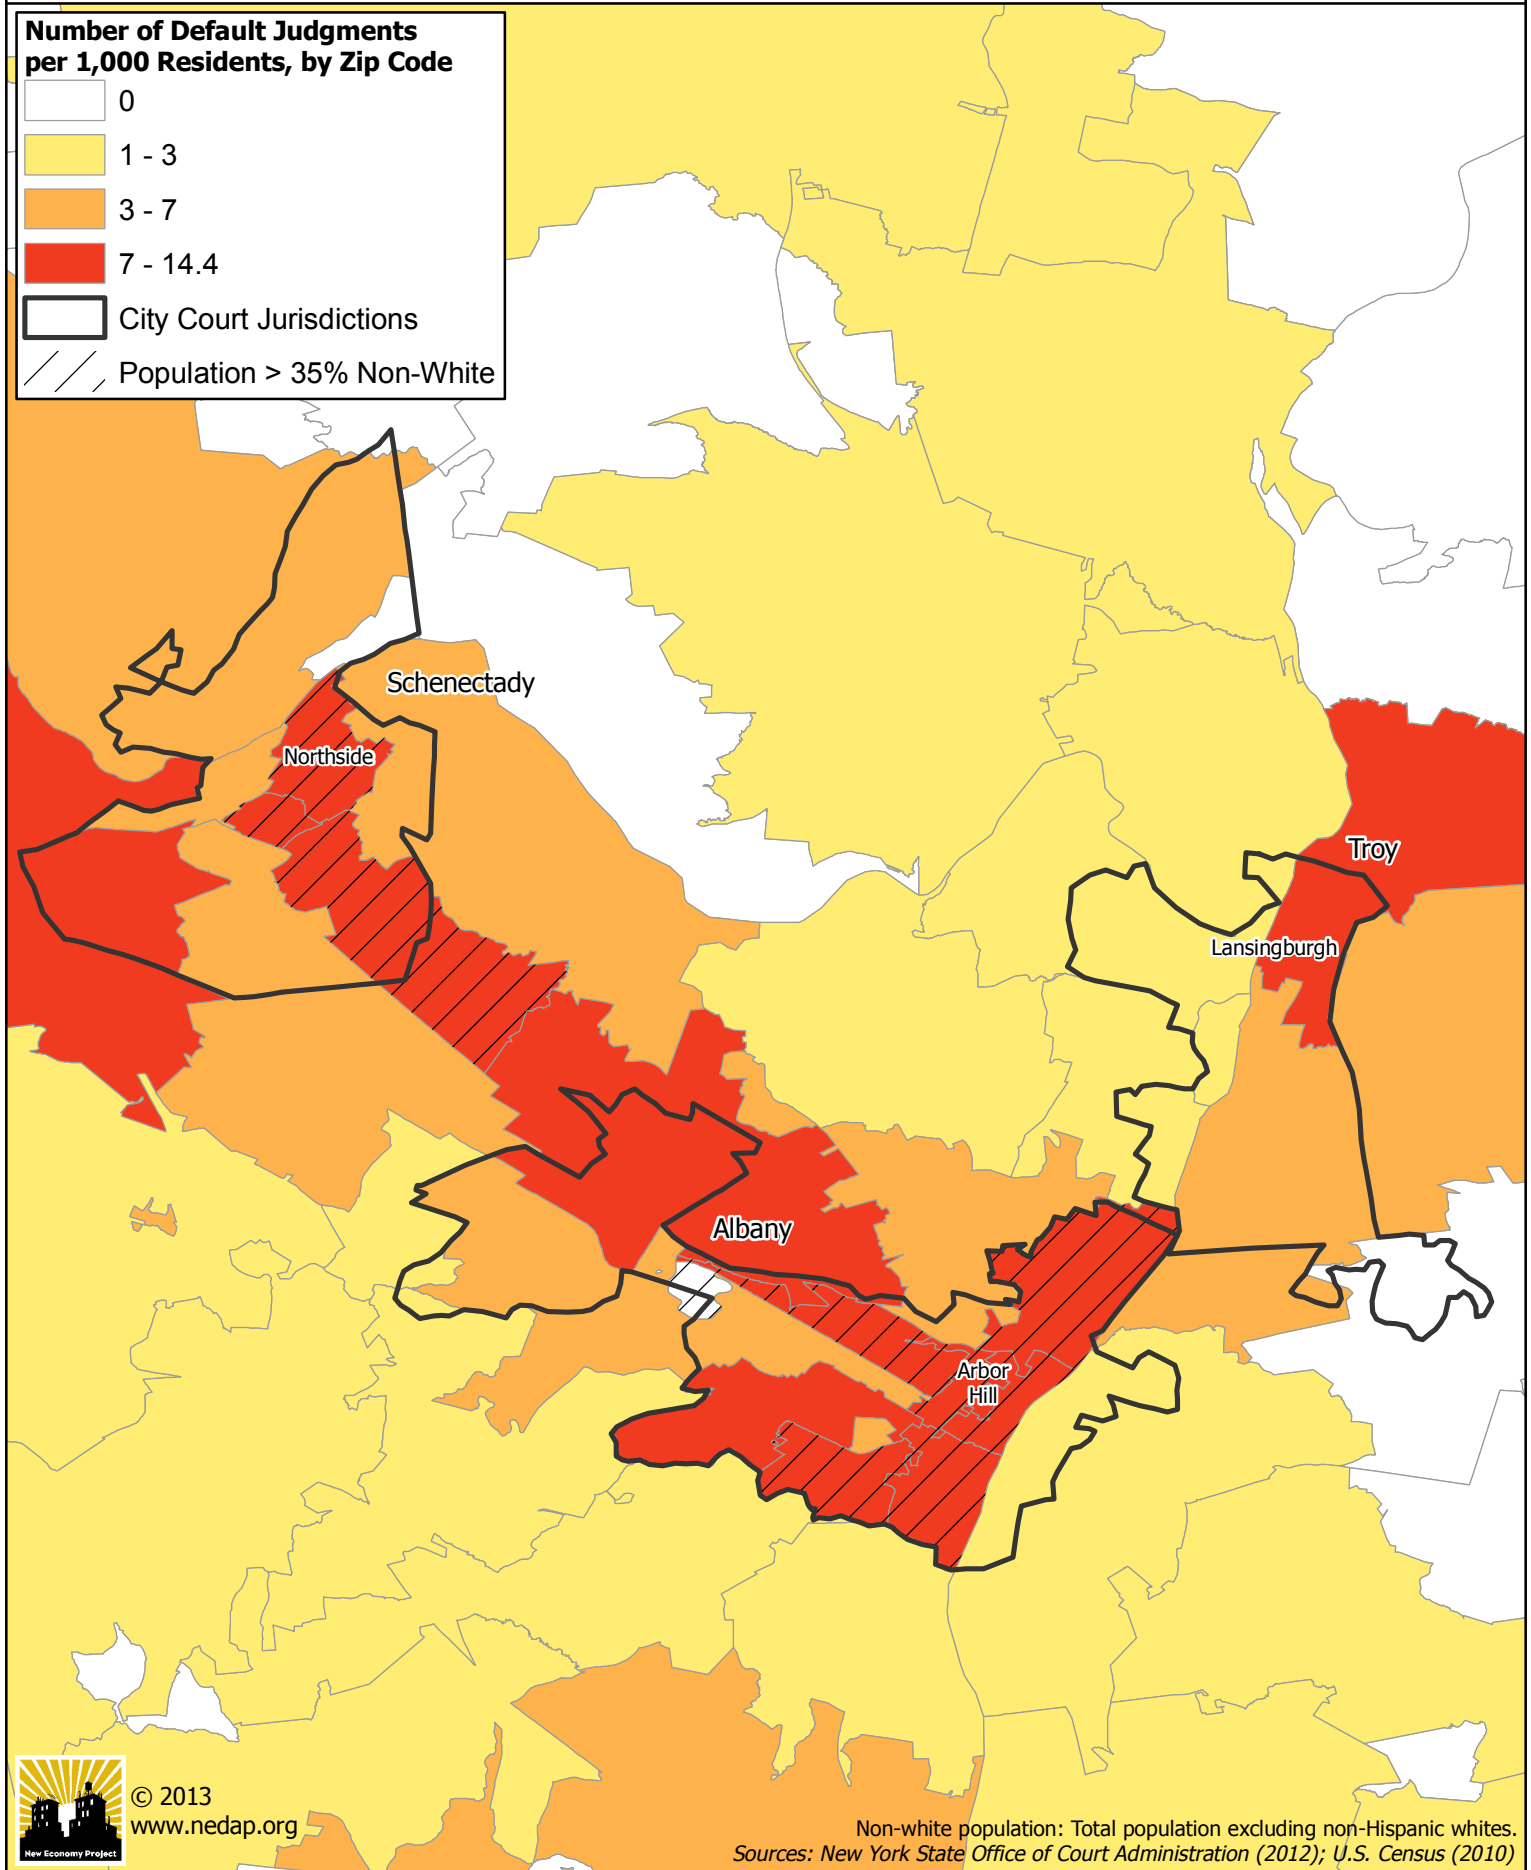 Number of Default Judgments
per 1,000 Residents, by Zip Code
0
1 - 3
3 - 7
7 - 14.4
City Court Jurisdictions
Population > 35% Non-White
Schenectady
Northside
Troy
Lansingburgh
Albany
Arbor
Hill
New Economy Project
© 2013
www.nedap.org
Non-white population: Total population excluding non-Hispanic whites.
Sources: New York State Office of Court Administration (2012); U.S. Census (2010)